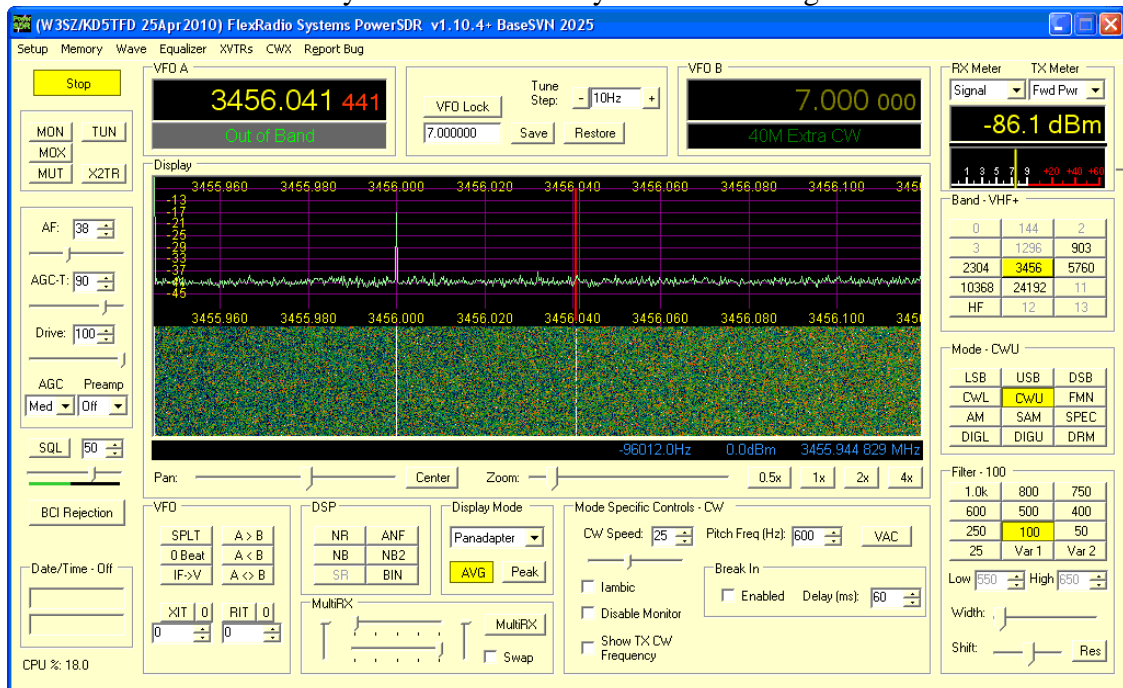 (W3SZ/KD5TFD 25Apr2010) FlexRadio Systems PowerSDR v1.10.4+ BaseSVN 2025
Setup Memory Wave Equalizer XVTRs CWX Report Bug
Stop
MON TUN
MOX
MUT X2TR
AF: 38
AGC-T: 90
Drive: 100
AGC Preamp
Med Off
SQL 50
BCI Rejection
Date/Time - Off
CPU %: 18.0
VFO A
3456.041 441
Out of Band
VFO Lock
Tune
Step: - 10Hz +
7.000000 Save Restore
VFO B
7.000 000
40M Extra CW
Display
3455.960 3455.980 3456.000 3456.020 3456.040 3456.060 3456.080 3456.100 345
-13
-17
-21
-25
-29
-33
-37
-45
3455.960 3455.980 3456.000 3456.020 3456.040 3456.060 3456.080 3456.100 345
-96012.0Hz 0.0dBm 3455.944 829 MHz
Pan: Center Zoom: 0.5x 1x 2x 4x
VFO
SPLT A > B
0 Beat A < B
IF->V A <> B
XIT 0 RIT 0
0 0
DSP
NR ANF
NB NB2
SR BIN
Display Mode
Panadapter
AVG Peak
MultiRX
MultiRX
Swap
Mode Specific Controls - CW
CW Speed: 25 Pitch Freq (Hz): 600 VAC
Iambic
Disable Monitor
Show TX CW
Frequency
Break In
Enabled Delay (ms): 60
RX Meter TX Meter
Signal Fwd Pwr
-86.1 dBm
1 3 5 7 9 +20 +40 +60
Band - VHF+
0 144 2
3 1296 903
2304 3456 5760
10368 24192 11
HF 12 13
Mode - CWU
LSB USB DSB
CWL CWU FMN
AM SAM SPEC
DIGL DIGU DRM
Filter - 100
1.0k 800 750
600 500 400
250 100 50
25 Var 1 Var 2
Low 550 High 650
Width:
Shift: Res